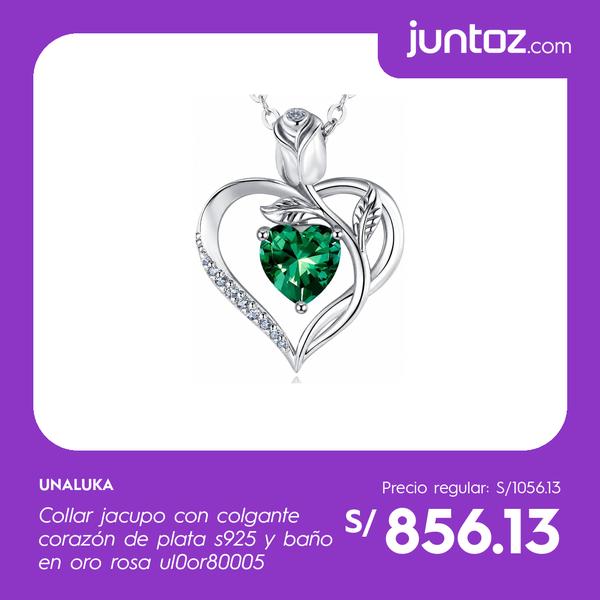 juntoz.com
UNALUKA
Collar jacupo con colgante
corazón de plata s925 y baño
en oro rosa ul0or80005
Precio regular: S/1056.13
S/ 856.13